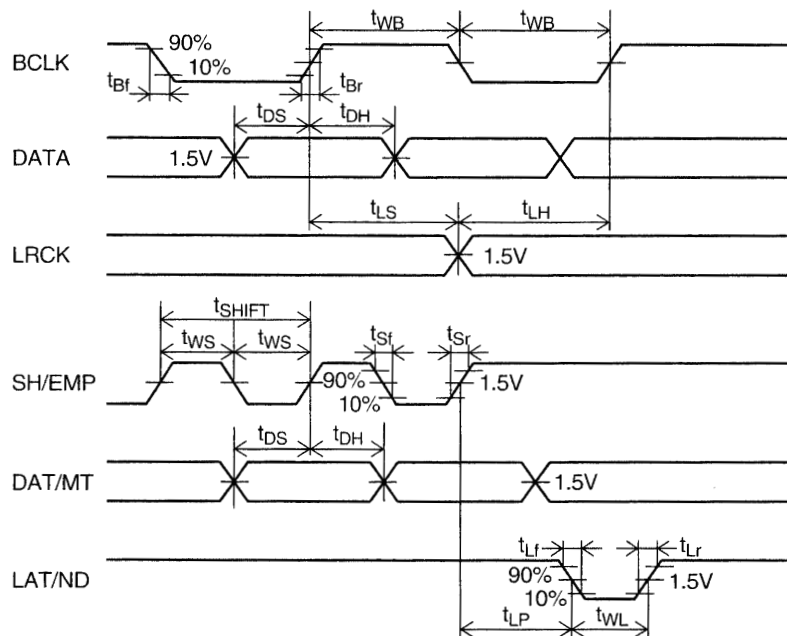 tWB tWB
BCLK 90% 10%
tBf tBr
tDS tDH
DATA 1.5V
tLS tLH
LRCK 1.5V
tSHIFT
tWS tWS tSf tSr
SH/EMP 90% 10% 1.5V
tDS tDH
DAT/MT 1.5V
tLf tLr
LAT/ND 90% 10% 1.5V
tLP tWL